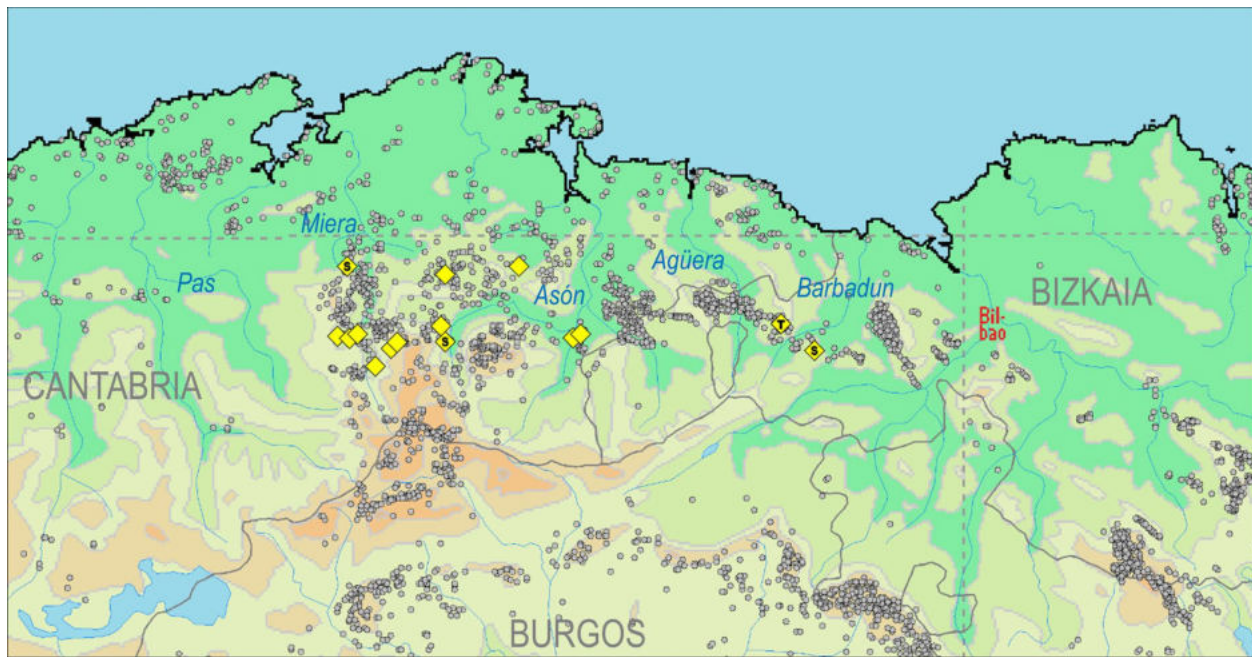 Miera
S
Pas
Asón
Agüera
Barbadun
BIZKAIA
Bil-
bao
T
S
S
CANTABRIA
BURGOS